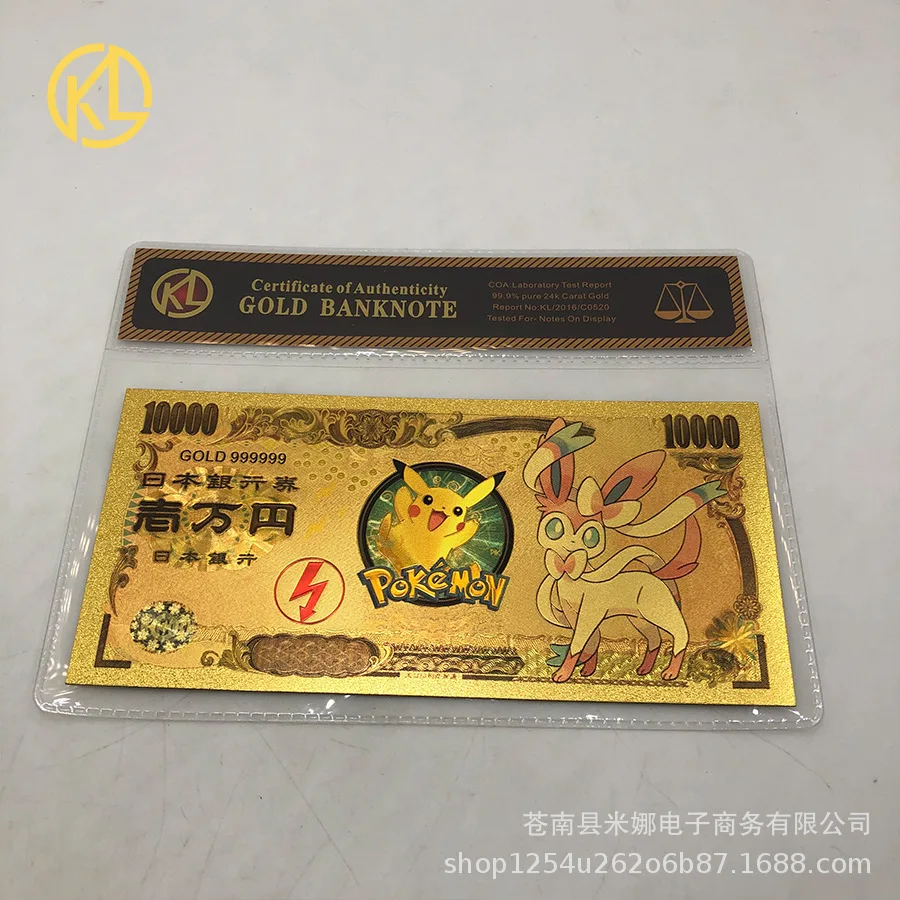 KL
KL
Certificate of Authenticity
GOLD BANKNOTE
COA:Laboratory Test Report
99.9% pure 24k Carat Gold
Report No:KL/2016/C0520
Tested For- Notes On Display
10000
10000
GOLD 999999
日本銀行券
壱万円
日本銀行
POKéMON
苍南县米娜电子商务有限公司
shop1254u262o6b87.1688.com